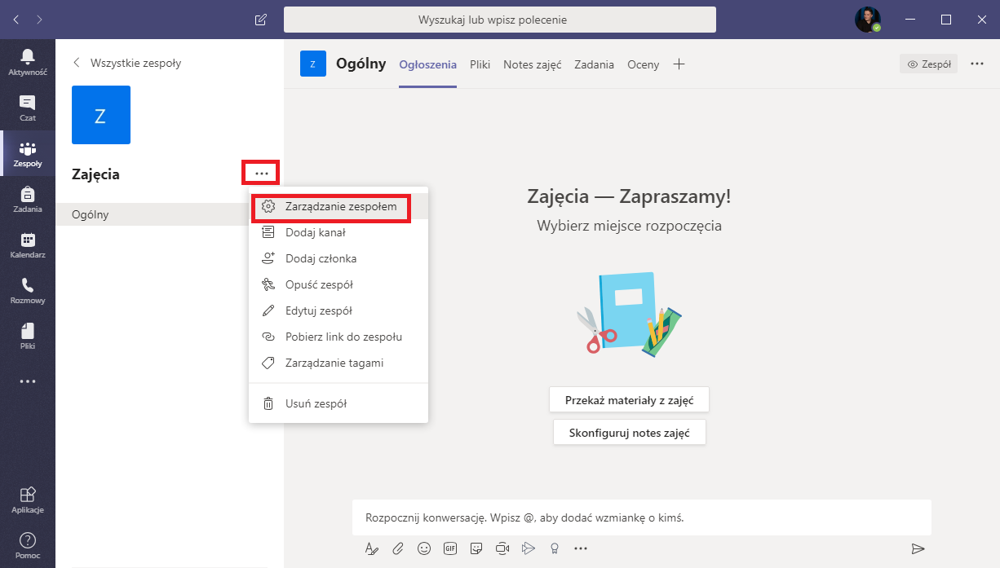 Wyszukaj lub wpisz polecenie
Aktywność
Czat
Zespoły
Zadania
Kalendarz
Rozmowy
Pliki
Aplikacje
Pomoc
Wszystkie zespoły
Z
Zajęcia
Ogólny
Zarządzanie zespołem
Dodaj kanał
Dodaj członka
Opuść zespół
Edytuj zespół
Pobierz link do zespołu
Zarządzanie tagami
Usuń zespół
Z
Ogólny
Ogłoszenia
Pliki
Notes zajęć
Zadania
Oceny
Zespół
Zajęcia — Zapraszamy!
Wybierz miejsce rozpoczęcia
Przekaż materiały z zajęć
Skonfiguruj notes zajęć
Rozpocznij konwersację. Wpisz @, aby dodać wzmiankę o kimś.
GIF